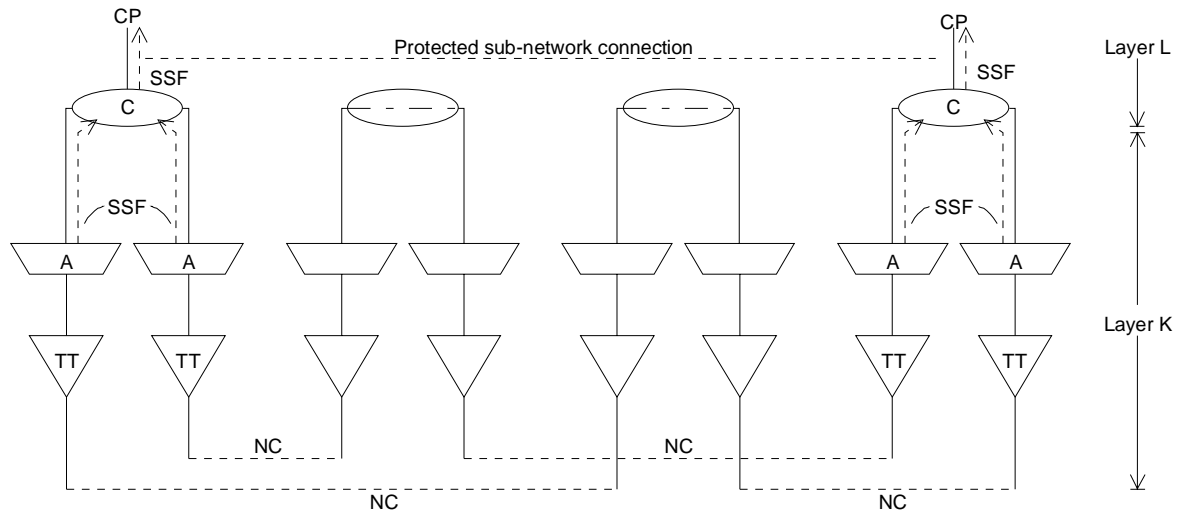 CP
CP
Protected sub-network connection
Layer L
SSF
SSF
C
C
SSF
SSF
A
A
A
A
Layer K
TT
TT
TT
TT
NC
NC
NC
NC